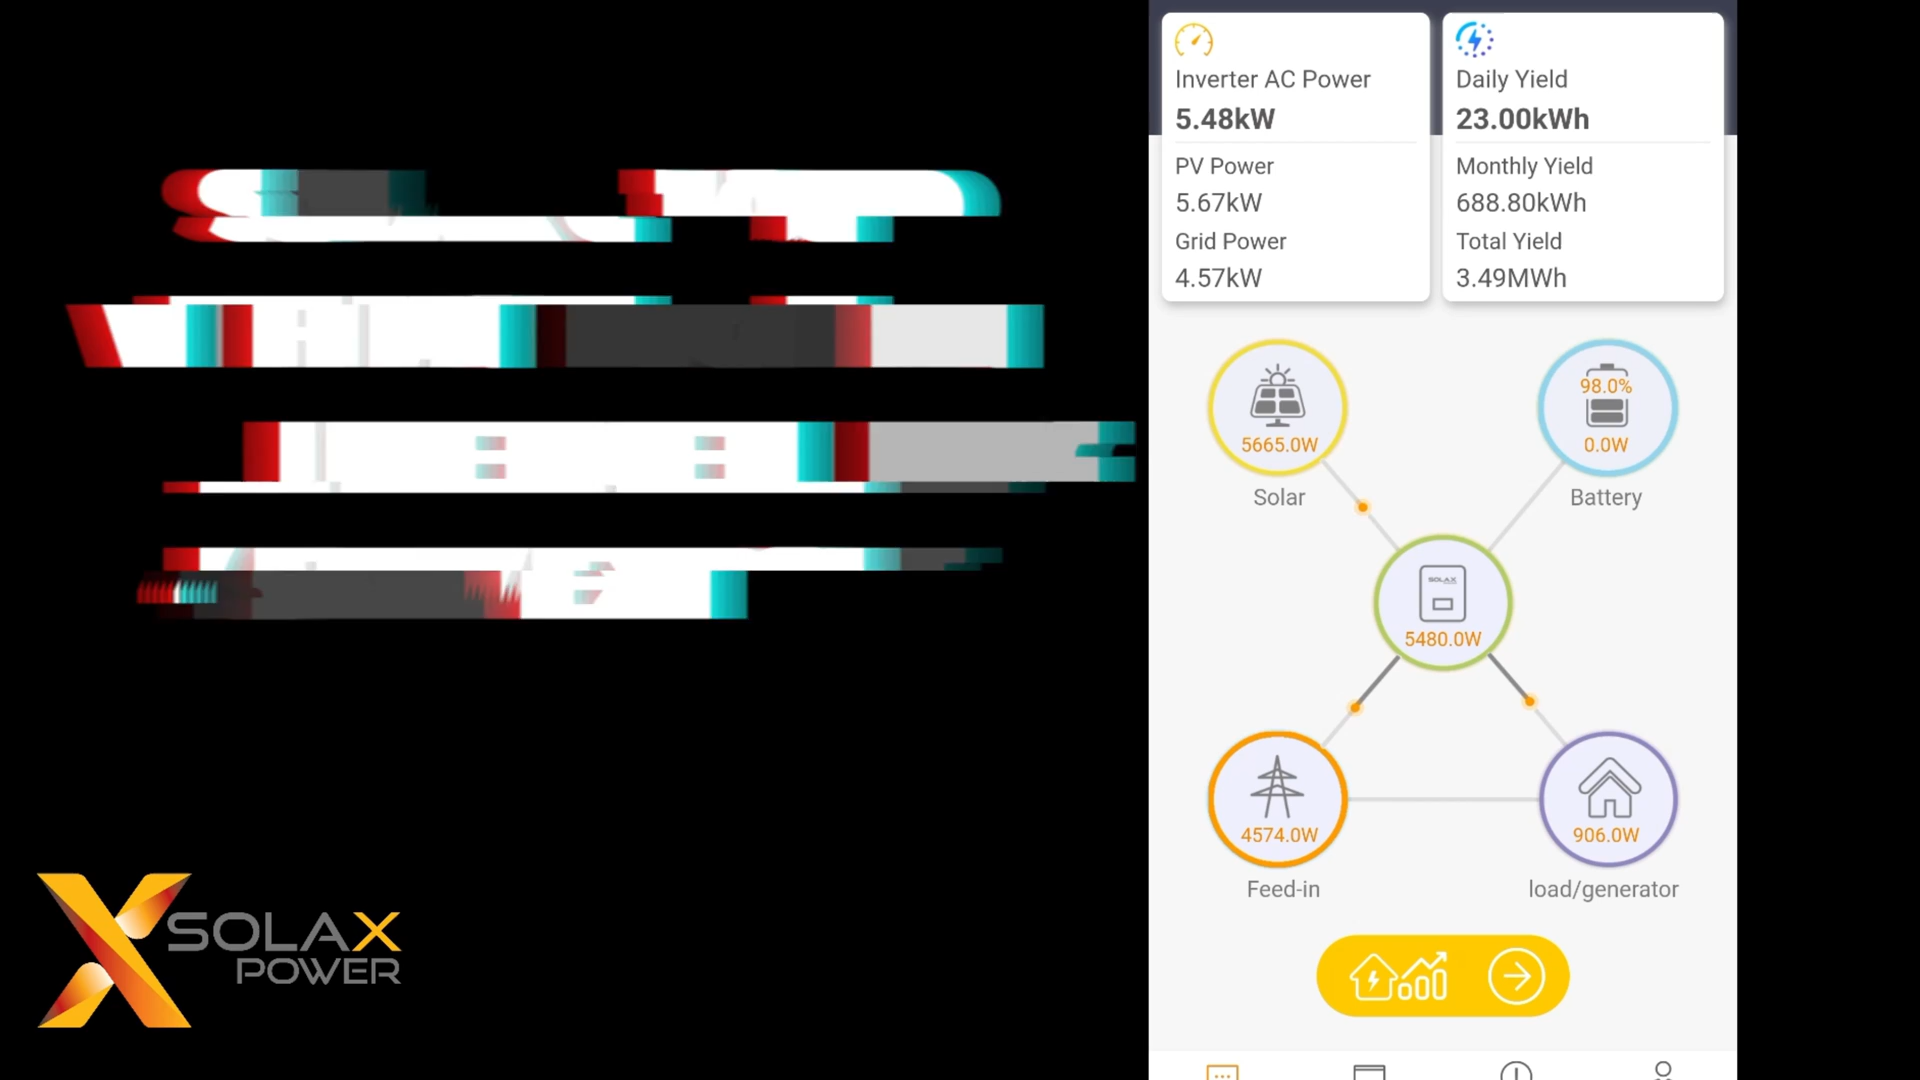 Inverter AC Power
5.48kW
PV Power
5.67kW
Grid Power
4.57kW
Daily Yield
23.00kWh
Monthly Yield
688.80kWh
Total Yield
3.49MWh
5665.0W
Solar
98.0%
0.0W
Battery
SOLAX
5480.0W
4574.0W
Feed-in
906.0W
load/generator
SOLAX
POWER